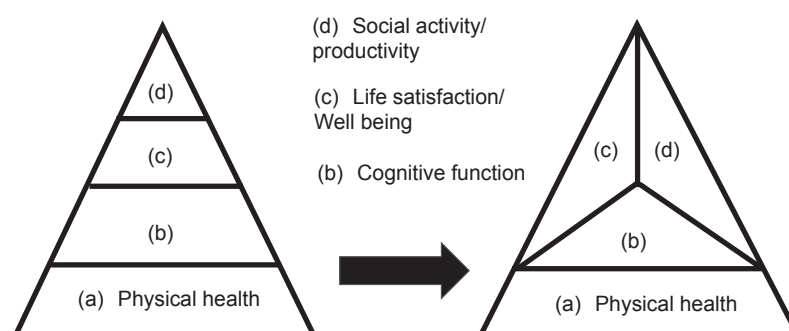 (d)
(c)
(b)
(a) Physical health
(d) Social activity/
productivity
(c) Life satisfaction/
Well being
(b) Cognitive function
(c) (d)
(b)
(a) Physical health